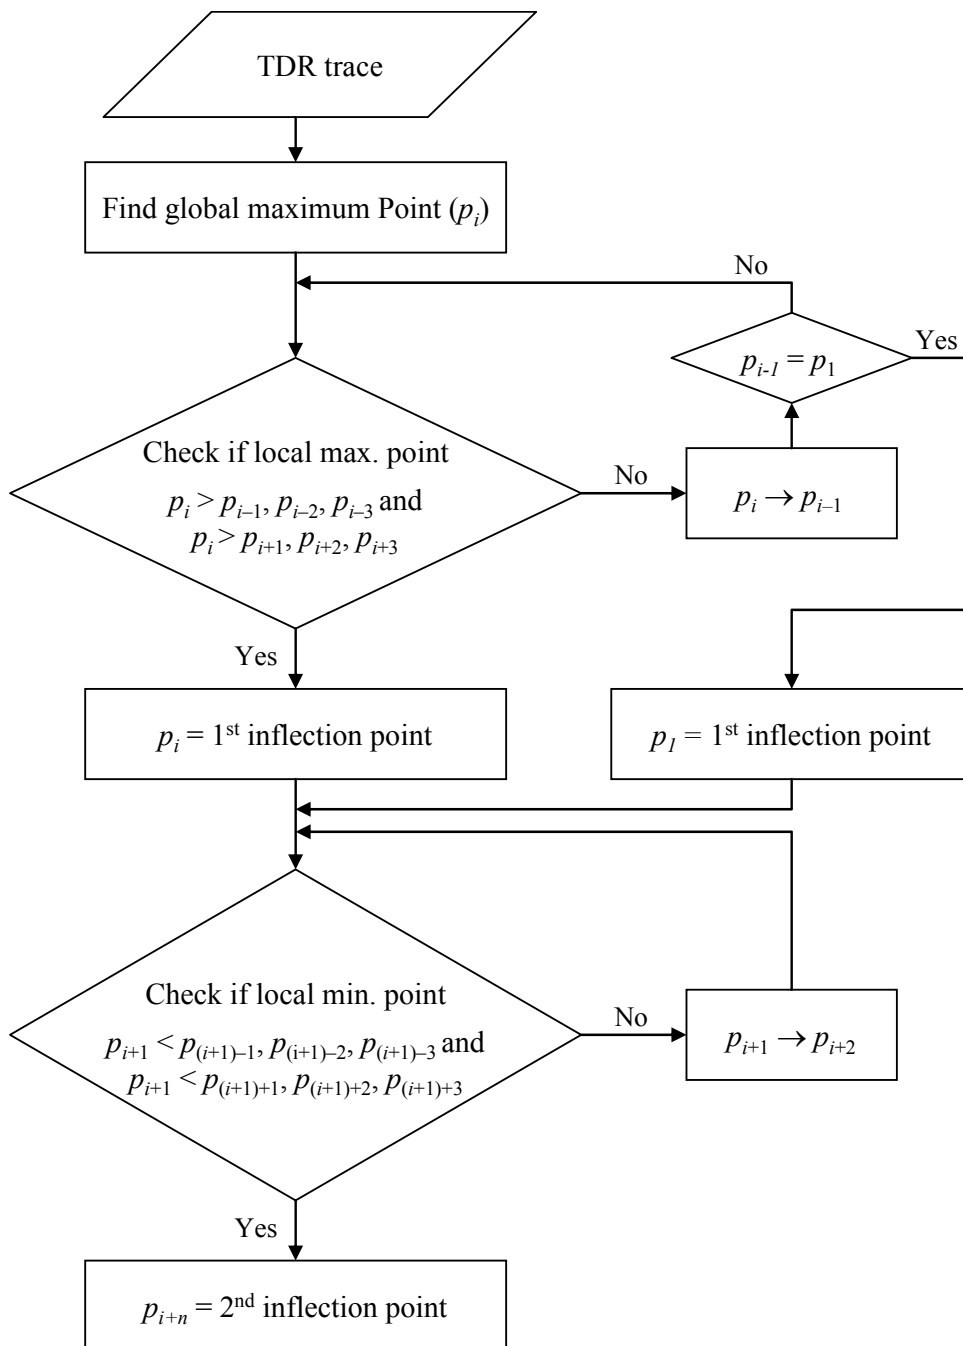 TDR trace
Find global maximum Point (pᵢ)
No
Yes
pᵢ₋₁ = p₁
Check if local max. point
pᵢ > pᵢ₋₁, pᵢ₋₂, pᵢ₋₃ and
pᵢ > pᵢ₊₁, pᵢ₊₂, pᵢ₊₃
No
pᵢ → pᵢ₋₁
Yes
pᵢ = 1ˢᵗ inflection point
p₁ = 1ˢᵗ inflection point
Check if local min. point
pᵢ₊₁ < p₍ᵢ₊₁₎₋₁, p₍ᵢ₊₁₎₋₂, p₍ᵢ₊₁₎₋₃ and
pᵢ₊₁ < p₍ᵢ₊₁₎₊₁, p₍ᵢ₊₁₎₊₂, p₍ᵢ₊₁₎₊₃
No
pᵢ₊₁ → pᵢ₊₂
Yes
pᵢ₊ₙ = 2ⁿᵈ inflection point